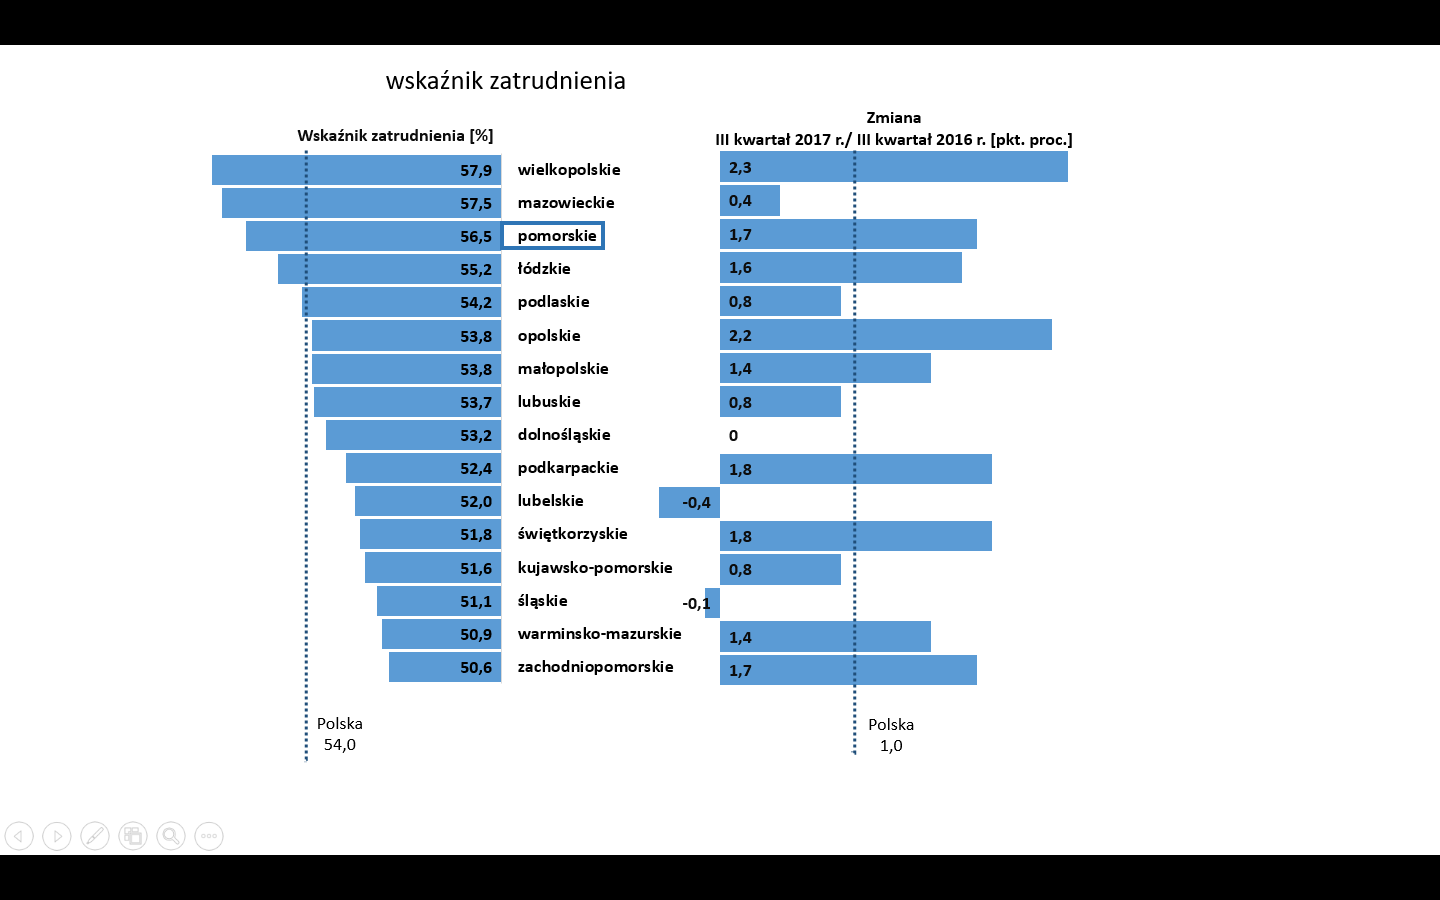 wskaźnik zatrudnienia
Wskaźnik zatrudnienia [%]
Zmiana
III kwartał 2017 r./ III kwartał 2016 r. [pkt. proc.]
57,9 wielkopolskie 2,3
57,5 mazowieckie 0,4
56,5 pomorskie 1,7
55,2 łódzkie 1,6
54,2 podlaskie 0,8
53,8 opolskie 2,2
53,8 małopolskie 1,4
53,7 lubuskie 0,8
53,2 dolnośląskie 0
52,4 podkarpackie 1,8
52,0 lubelskie -0,4
51,8 świętkorzyskie 1,8
51,6 kujawsko-pomorskie 0,8
51,1 śląskie -0,1
50,9 warminsko-mazurskie 1,4
50,6 zachodniopomorskie 1,7
Polska
54,0
Polska
1,0